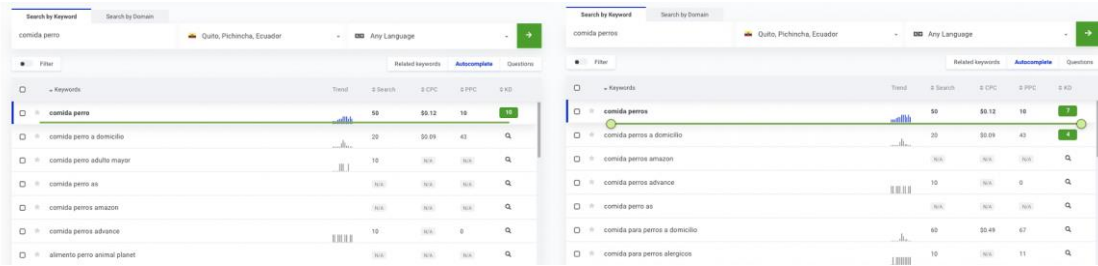 Search by Keyword Search by Domain
comida perro Quito, Pichincha, Ecuador Any Language
Filter Related keywords Autocomplete Questions
Keywords Trend Search CPC PPC KD
comida perro 50 $0.12 10 10
comida perro a domicilio 20 $0.09 43
comida perro adulto mayor 10 N/A N/A
comida perro as N/A N/A N/A
comida perros amazon N/A N/A N/A
comida perros advance 10 N/A 0
alimento perro animal planet N/A N/A N/A
Search by Keyword Search by Domain
comida perros Quito, Pichincha, Ecuador Any Language
Filter Related keywords Autocomplete Questions
Keywords Trend Search CPC PPC KD
comida perros 50 $0.12 10 7
comida perros a domicilio 20 $0.09 43 4
comida perros amazon N/A N/A N/A
comida perros advance 10 N/A 0
comida perro as N/A N/A N/A
comida para perros a domicilio 60 $0.49 67
comida para perros alergicos 10 N/A 11